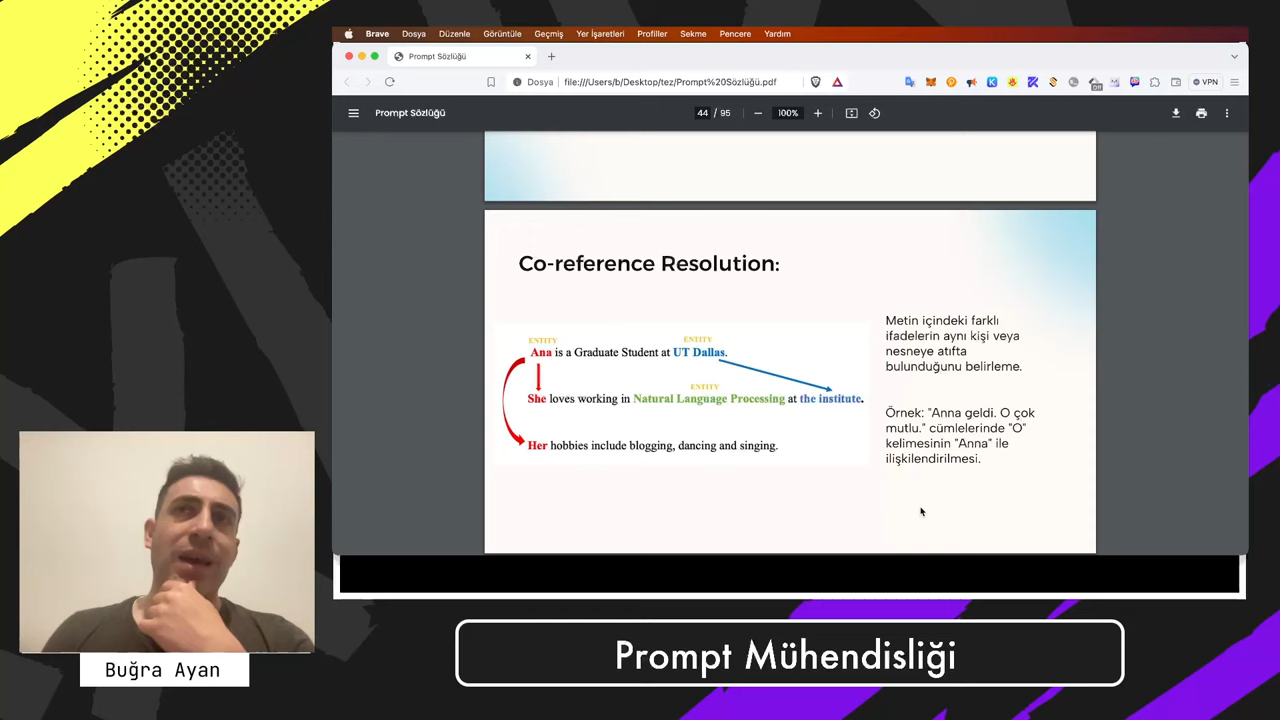 Brave Dosya Düzenle Görüntüle Geçmiş Yer İşaretleri Profiller Sekme Pencere Yardım
Prompt Sözlüğü
Dosya file:///Users/b/Desktop/tez/Prompt%20Sözlüğü.pdf
VPN
Prompt Sözlüğü
44 / 95
100%
Co-reference Resolution:
ENTITY ENTITY
Ana is a Graduate Student at UT Dallas.
ENTITY
She loves working in Natural Language Processing at the institute.
Her hobbies include blogging, dancing and singing.
Metin içindeki farklı
ifadelerin aynı kişi veya
nesneye atıfta
bulunduğunu belirleme.
Örnek: "Anna geldi. O çok
mutlu." cümlelerinde "O"
kelimesinin "Anna" ile
ilişkilendirilmesi.
Buğra Ayan
Prompt Mühendisliği